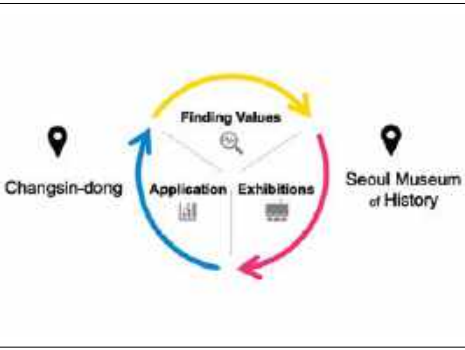 Finding Values
Changsin-dong
Application
Exhibitions
Seoul Museum
of History